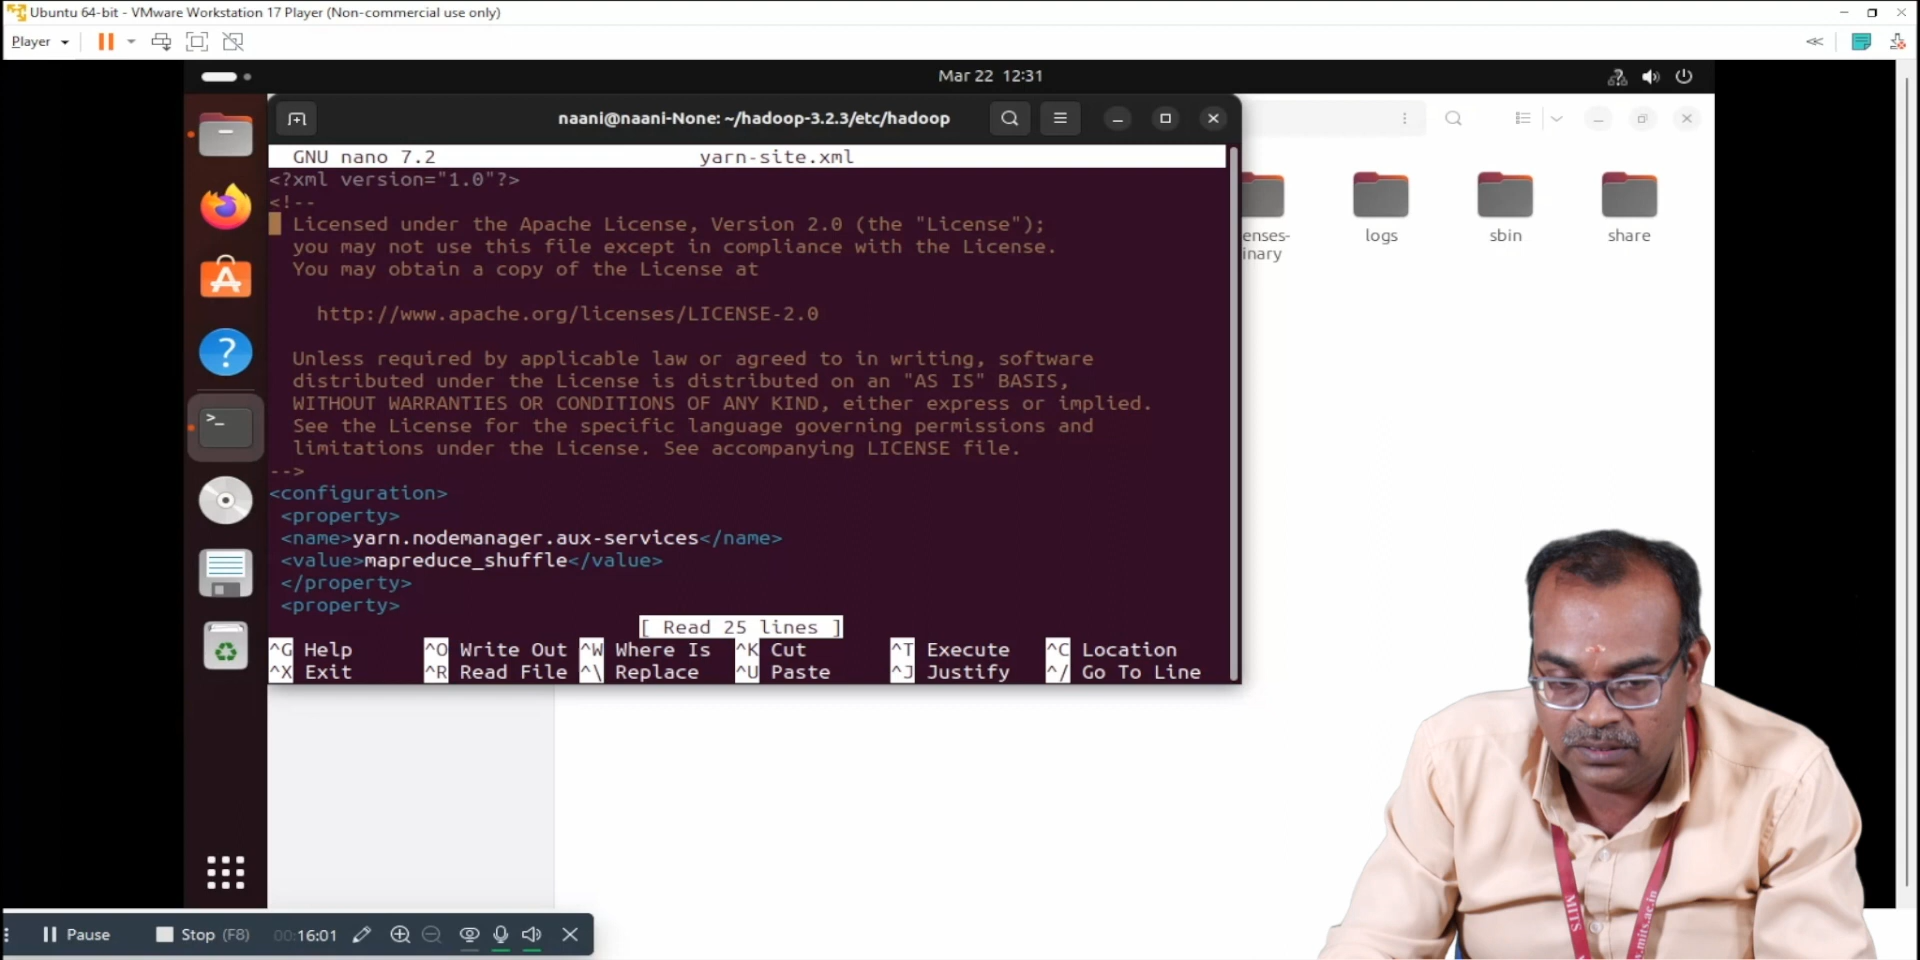 Ubuntu 64-bit - VMware Workstation 17 Player (Non-commercial use only)
Player
Mar 22 12:31
naani@naani-None: ~/hadoop-3.2.3/etc/hadoop
GNU nano 7.2 yarn-site.xml
<?xml version="1.0"?>
<!--
Licensed under the Apache License, Version 2.0 (the "License");
you may not use this file except in compliance with the License.
You may obtain a copy of the License at
http://www.apache.org/licenses/LICENSE-2.0
Unless required by applicable law or agreed to in writing, software
distributed under the License is distributed on an "AS IS" BASIS,
WITHOUT WARRANTIES OR CONDITIONS OF ANY KIND, either express or implied.
See the License for the specific language governing permissions and
limitations under the License. See accompanying LICENSE file.
-->
<configuration>
<property>
<name>yarn.nodemanager.aux-services</name>
<value>mapreduce_shuffle</value>
</property>
<property>
[ Read 25 lines ]
^G Help ^O Write Out ^W Where Is ^K Cut ^T Execute ^C Location
^X Exit ^R Read File ^\ Replace ^U Paste ^J Justify ^/ Go To Line
enses-
inary
logs
sbin
share
MITS
w.mits.ac.in
Pause Stop (F8) 00:16:01